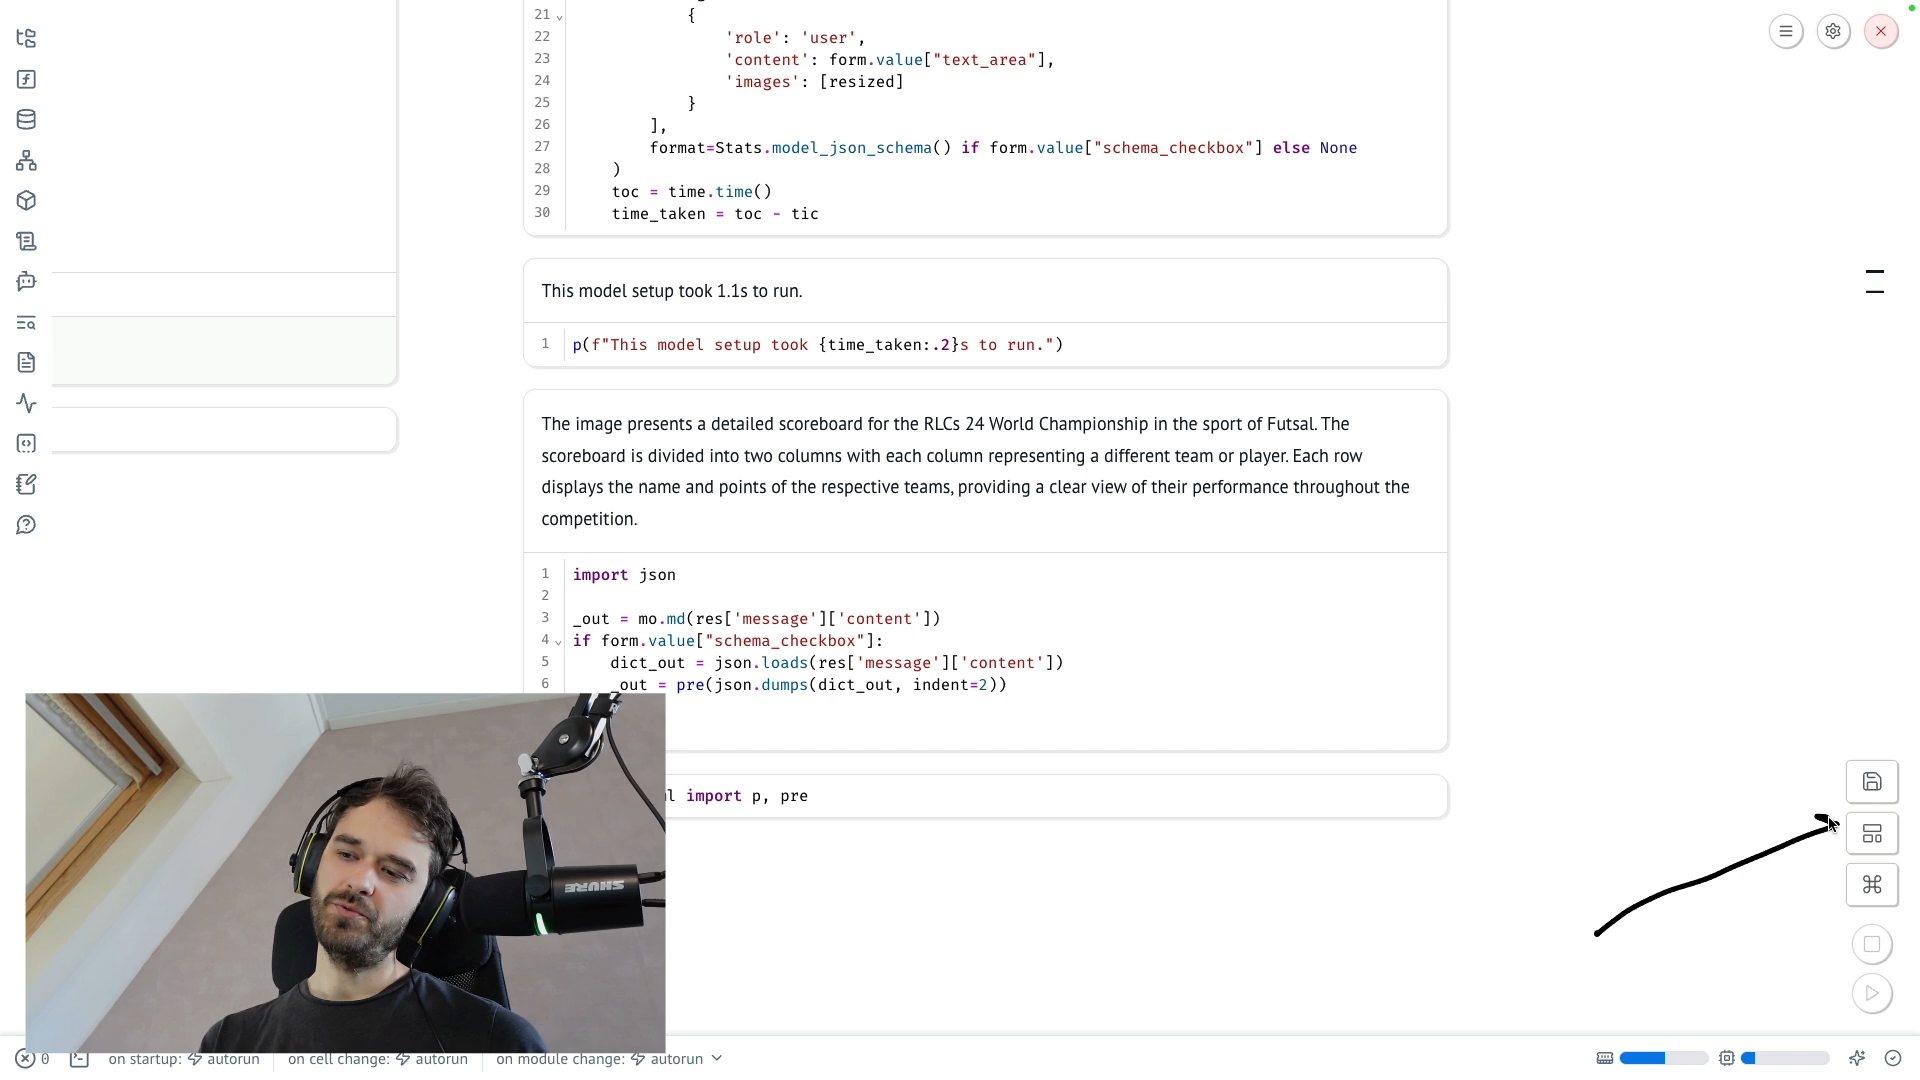 21
{
22
'role': 'user',
23
'content': form.value["text_area"],
24
'images': [resized]
25
}
26
],
27
format=Stats.model_json_schema() if form.value["schema_checkbox"] else None
28
)
29
toc = time.time()
30
time_taken = toc - tic
This model setup took 1.1s to run.
1
p(f"This model setup took {time_taken:.2}s to run.")
The image presents a detailed scoreboard for the RLCs 24 World Championship in the sport of Futsal. The
scoreboard is divided into two columns with each column representing a different team or player. Each row
displays the name and points of the respective teams, providing a clear view of their performance throughout the
competition.
1
import json
2
3
_out = mo.md(res['message']['content'])
4
if form.value["schema_checkbox"]:
5
dict_out = json.loads(res['message']['content'])
6
_out = pre(json.dumps(dict_out, indent=2))
l import p, pre
SHURE
0
on startup: autorun
on cell change: autorun
on module change: autorun